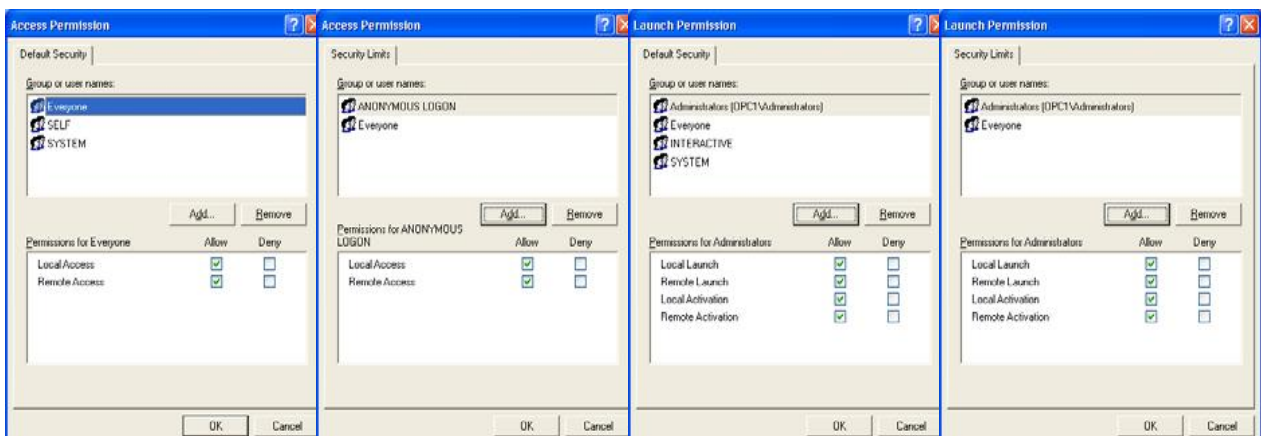 Access Permission
Default Security
Group or user names:
Everyone
SELF
SYSTEM
Add...
Remove
Permissions for Everyone
Allow
Deny
Local Access
Remote Access
OK
Cancel
Access Permission
Security Limits
Group or user names:
ANONYMOUS LOGON
Everyone
Add...
Remove
Permissions for ANONYMOUS
LOGON
Allow
Deny
Local Access
Remote Access
OK
Cancel
Launch Permission
Default Security
Group or user names:
Administrators (OPC1\Administrators)
Everyone
INTERACTIVE
SYSTEM
Add...
Remove
Permissions for Administrators
Allow
Deny
Local Launch
Remote Launch
Local Activation
Remote Activation
OK
Cancel
Launch Permission
Security Limits
Group or user names:
Administrators (OPC1\Administrators)
Everyone
Add...
Remove
Permissions for Administrators
Allow
Deny
Local Launch
Remote Launch
Local Activation
Remote Activation
OK
Cancel